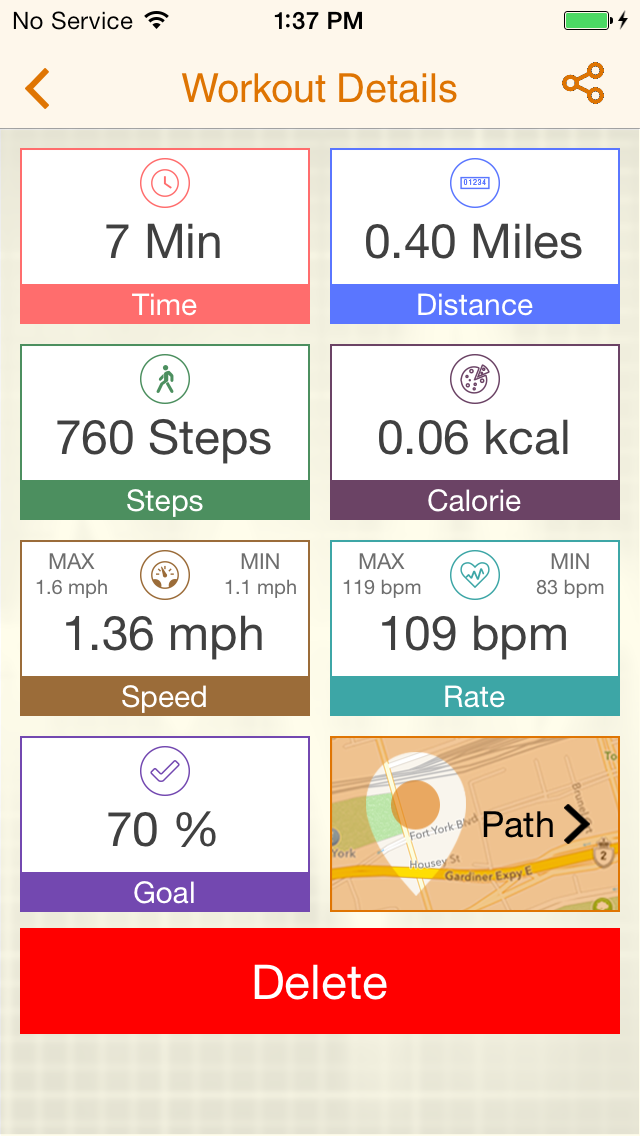 No Service 1:37 PM
Workout Details
01234
7 Min 0.40 Miles
Time Distance
760 Steps 0.06 kcal
Steps Calorie
MAX MIN MAX MIN
1.6 mph 1.1 mph 119 bpm 83 bpm
1.36 mph 109 bpm
Speed Rate
70 %
Goal
To
Fort York Blvd
York
Path
Housey St
2
Gardiner Expy E
Delete